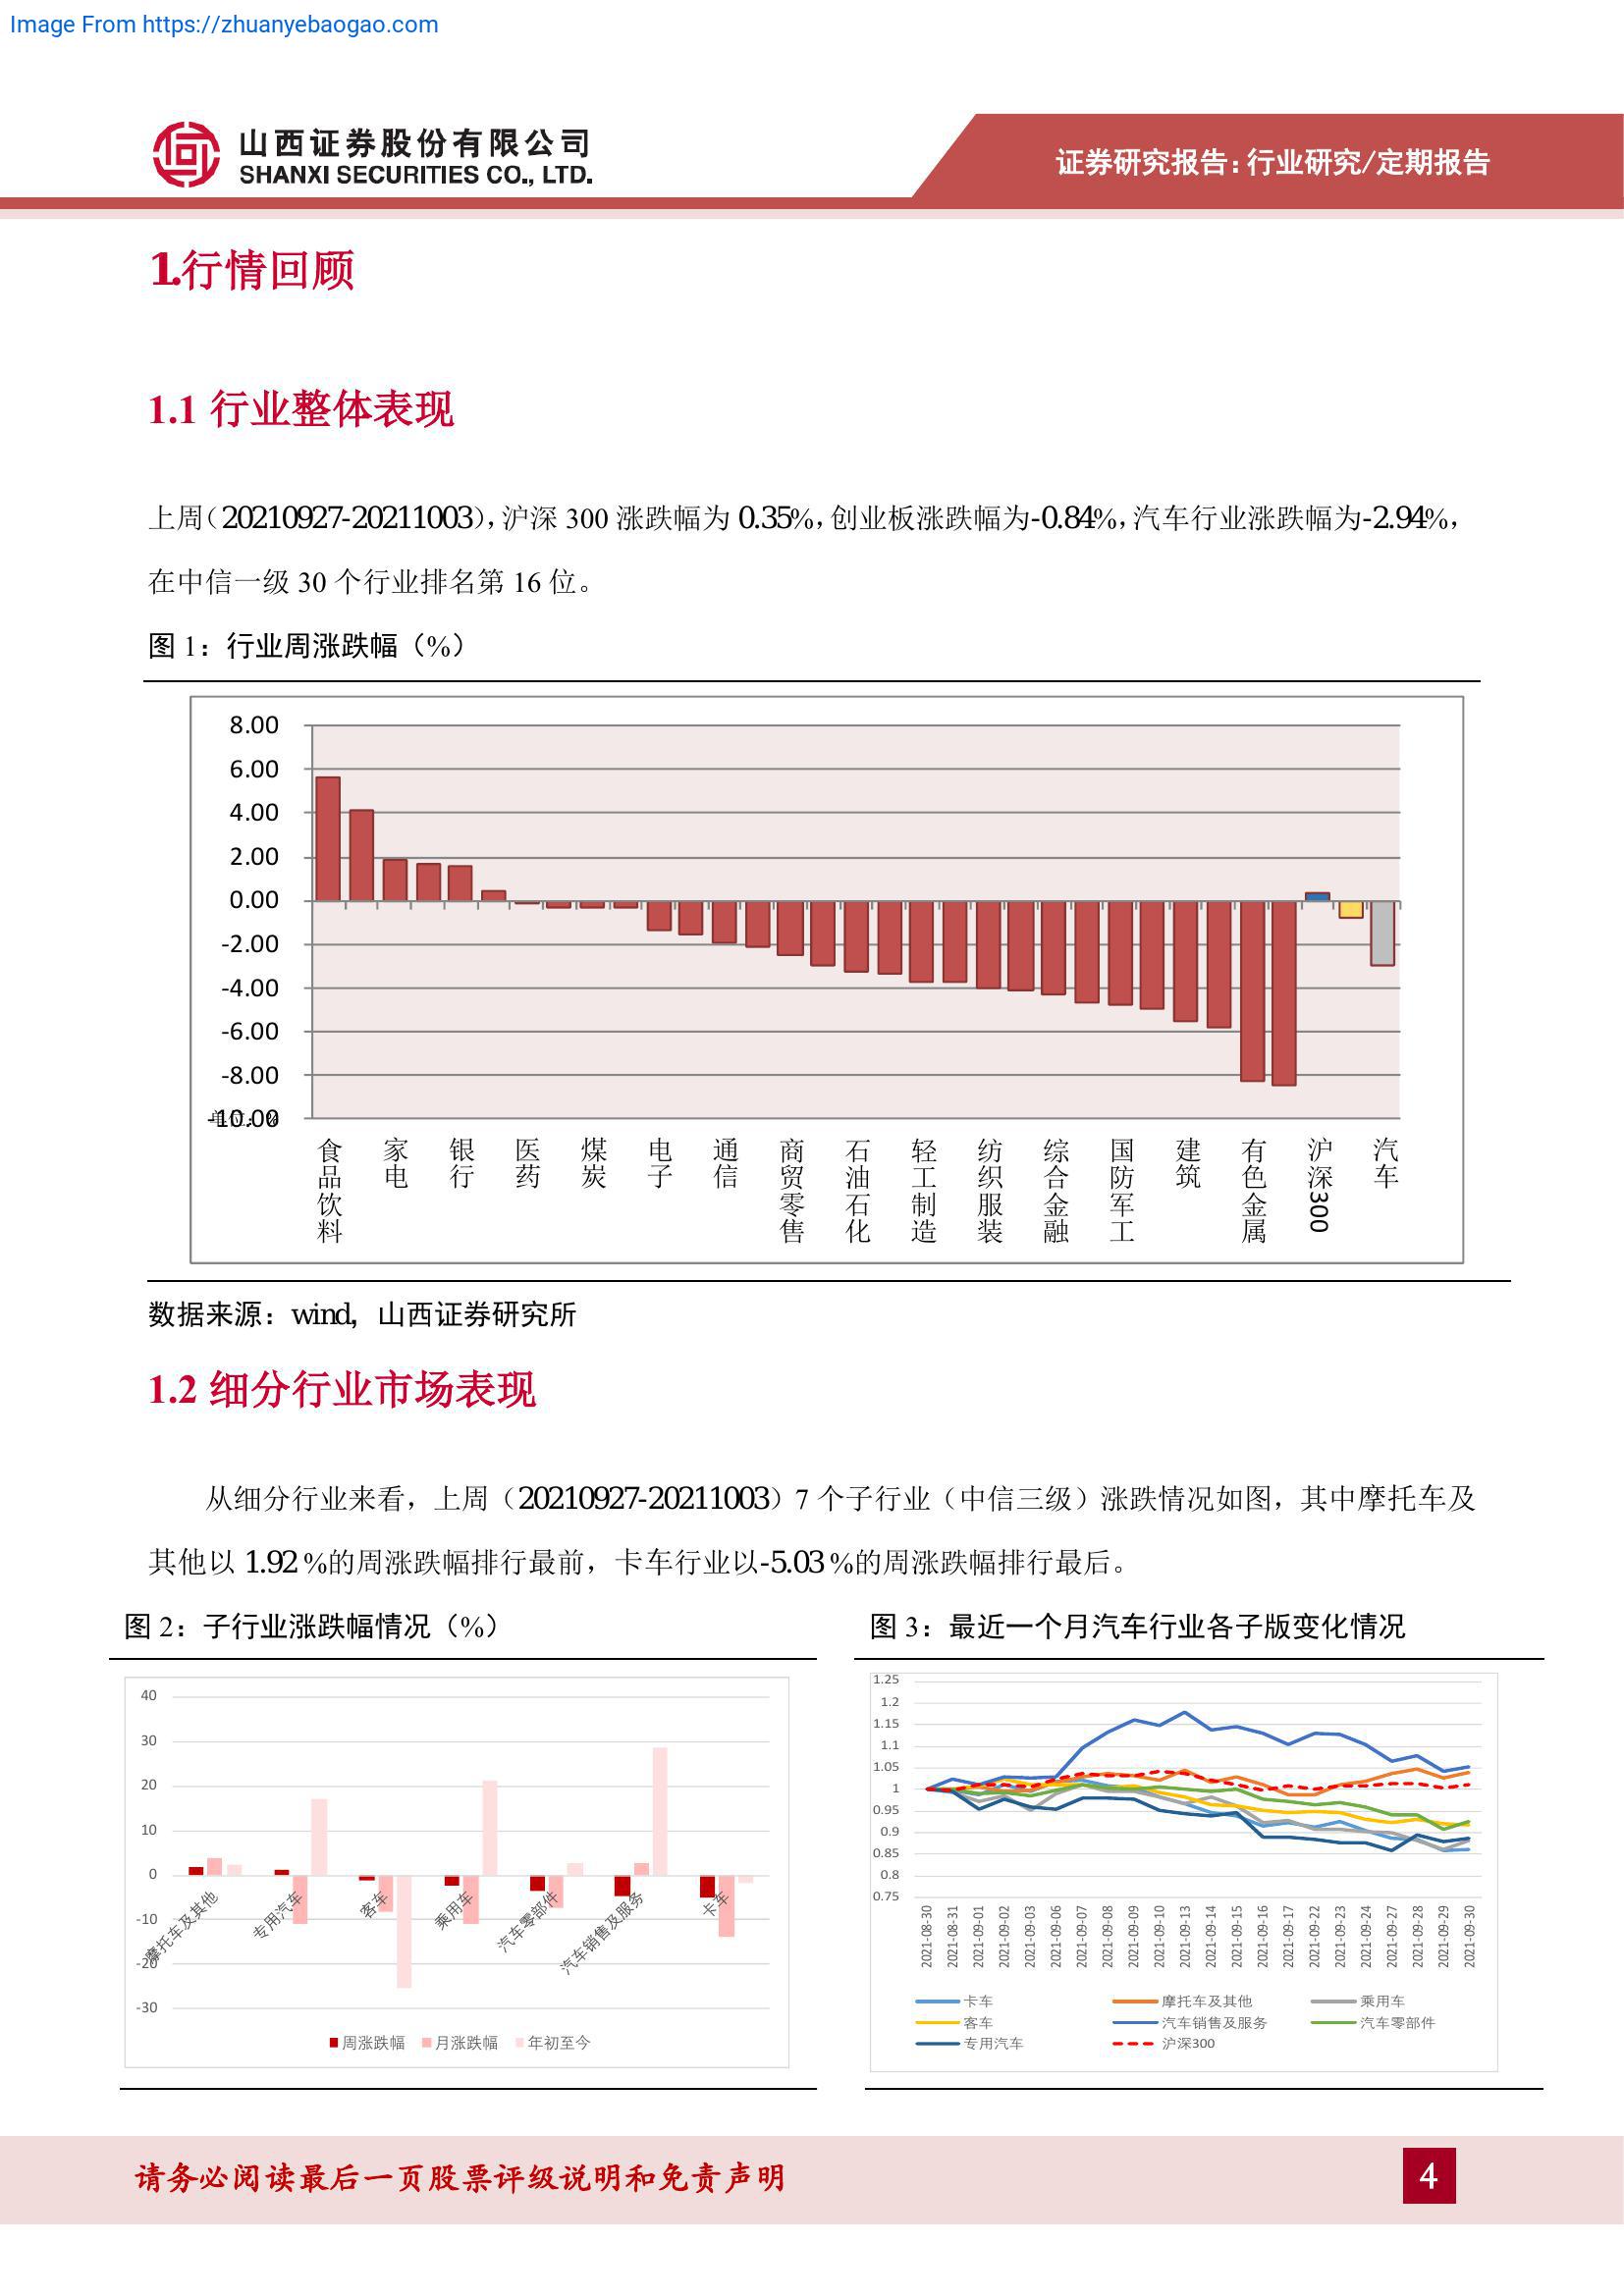 Image From https://zhuanyebaogao.com
山西证券股份有限公司
SHANXI SECURITIES CO., LTD.
证券研究报告:行业研究/定期报告
1.行情回顾
1.1 行业整体表现
上周（20210927-20211003），沪深 300 涨跌幅为 0.35%，创业板涨跌幅为-0.84%，汽车行业涨跌幅为-2.94%，
在中信一级 30 个行业排名第 16 位。
图 1：行业周涨跌幅（%）
8.00
6.00
4.00
2.00
0.00
-2.00
-4.00
-6.00
-8.00
-10.00
单位：%
食品饮料
家电
银行
医药
煤炭
电子
通信
商贸零售
石油石化
轻工制造
纺织服装
综合金融
国防军工
建筑
有色金属
沪深300
汽车
数据来源：wind，山西证券研究所
1.2 细分行业市场表现
从细分行业来看，上周（20210927-20211003）7 个子行业（中信三级）涨跌情况如图，其中摩托车及
其他以 1.92 %的周涨跌幅排行最前，卡车行业以-5.03 %的周涨跌幅排行最后。
图 2：子行业涨跌幅情况（%）
40
30
20
10
0
-10
-20
-30
摩托车及其他
专用汽车
客车
乘用车
汽车零部件
汽车销售及服务
卡车
周涨跌幅 月涨跌幅 年初至今
图 3：最近一个月汽车行业各子版变化情况
1.25
1.2
1.15
1.1
1.05
1
0.95
0.9
0.85
0.8
0.75
2021-08-30
2021-08-31
2021-09-01
2021-09-02
2021-09-03
2021-09-06
2021-09-07
2021-09-08
2021-09-09
2021-09-10
2021-09-13
2021-09-14
2021-09-15
2021-09-16
2021-09-17
2021-09-22
2021-09-23
2021-09-24
2021-09-27
2021-09-28
2021-09-29
2021-09-30
卡车 摩托车及其他 乘用车
客车 汽车销售及服务 汽车零部件
专用汽车 沪深300
请务必阅读最后一页股票评级说明和免责声明
4